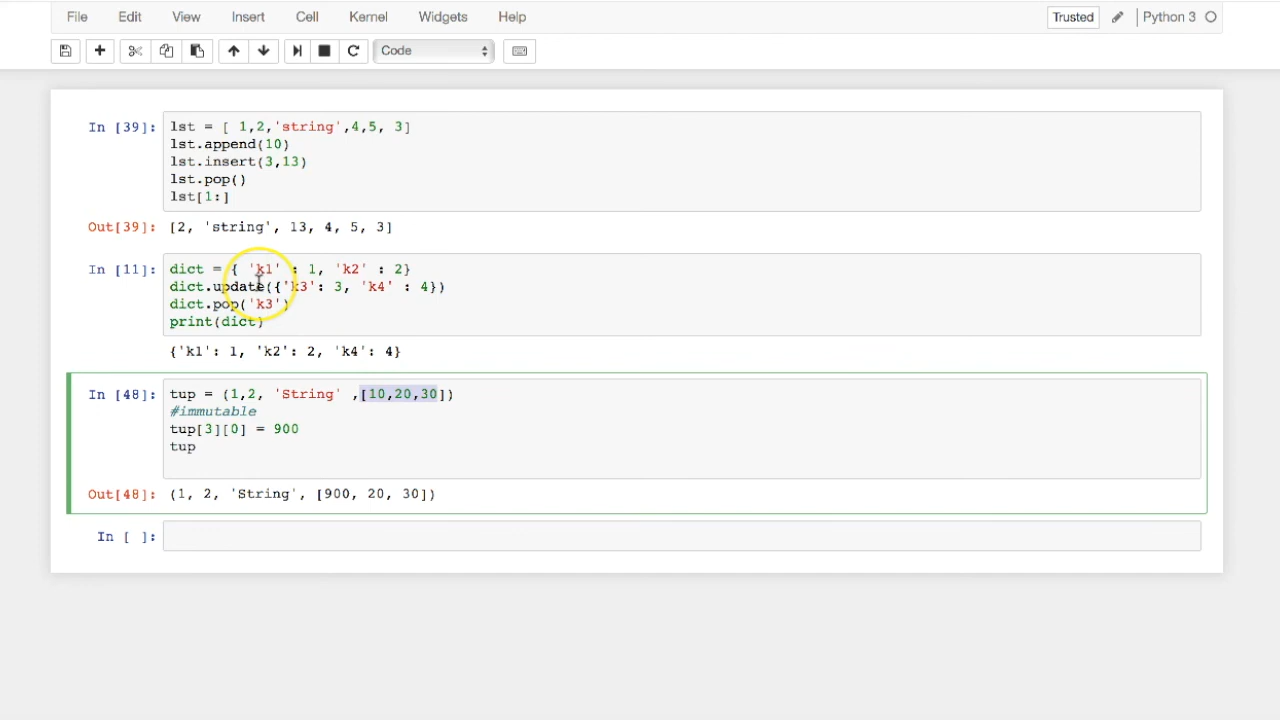 File Edit View Insert Cell Kernel Widgets Help Trusted Python 3
Code
In [39]: lst = [ 1,2,'string',4,5, 3]
lst.append(10)
lst.insert(3,13)
lst.pop()
lst[1:]
Out[39]: [2, 'string', 13, 4, 5, 3]
In [11]: dict = { 'k1' : 1, 'k2' : 2}
dict.update({'k3': 3, 'k4' : 4})
dict.pop('k3')
print(dict)
{'k1': 1, 'k2': 2, 'k4': 4}
In [48]: tup = (1,2, 'String' ,[10,20,30])
#immutable
tup[3][0] = 900
tup
Out[48]: (1, 2, 'String', [900, 20, 30])
In [ ]: